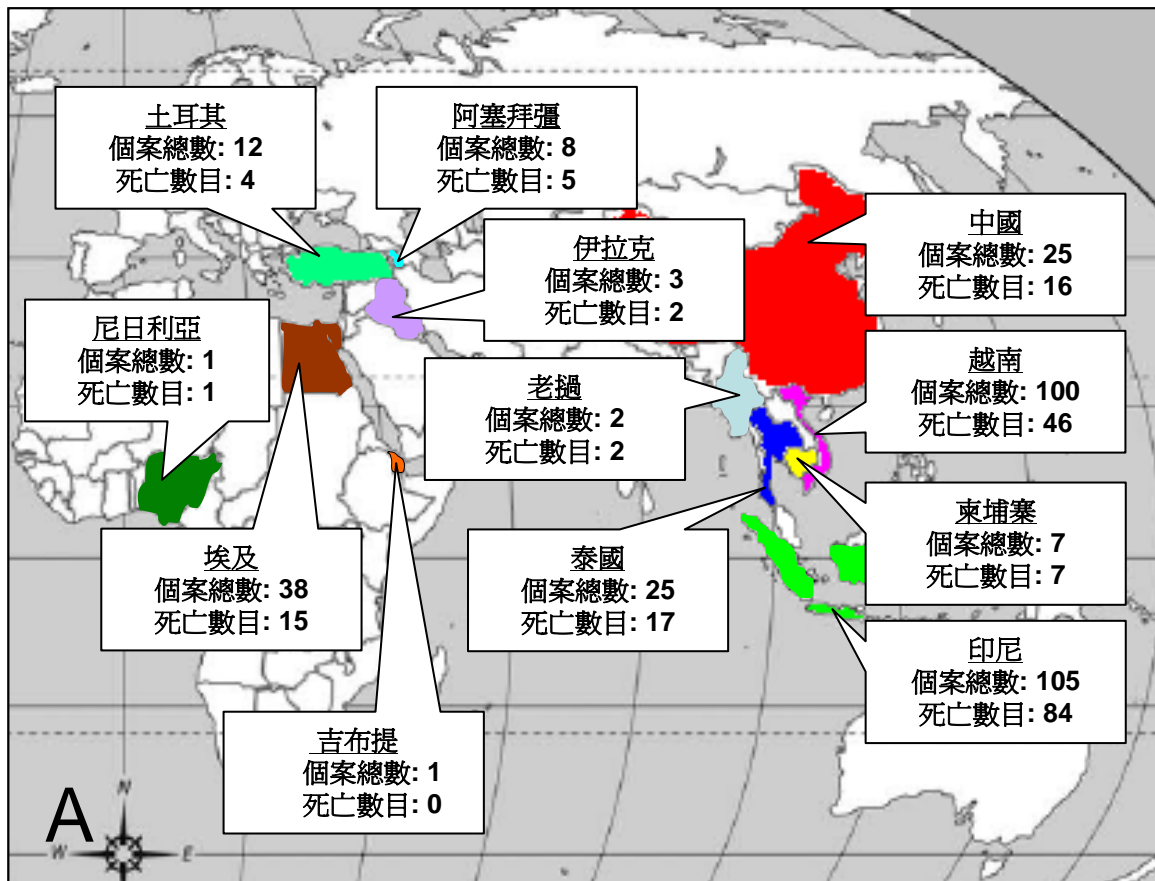 土耳其
個案總數: 12
死亡數目: 4
阿塞拜彊
個案總數: 8
死亡數目: 5
中國
個案總數: 25
死亡數目: 16
伊拉克
個案總數: 3
死亡數目: 2
尼日利亞
個案總數: 1
死亡數目: 1
老撾
個案總數: 2
死亡數目: 2
越南
個案總數: 100
死亡數目: 46
埃及
個案總數: 38
死亡數目: 15
泰國
個案總數: 25
死亡數目: 17
柬埔寨
個案總數: 7
死亡數目: 7
印尼
個案總數: 105
死亡數目: 84
吉布提
個案總數: 1
死亡數目: 0
A
N
W E